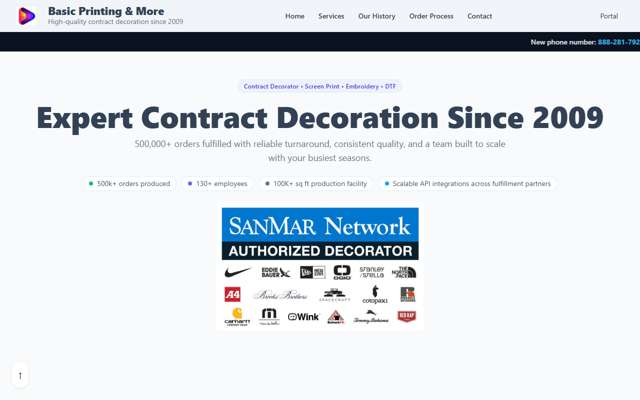 Basic Printing & More
High-quality contract decoration since 2009
Home Services Our History Order Process Contact Portal
New phone number: 888-281-792
Contract Decorator • Screen Print • Embroidery • DTF
Expert Contract Decoration Since 2009
500,000+ orders fulfilled with reliable turnaround, consistent quality, and a team built to scale
with your busiest seasons.
500k+ orders produced 130+ employees 100K+ sq ft production facility Scalable API integrations across fulfillment partners
SANMAR Network
AUTHORIZED DECORATOR
EDDIE BAUER NEW ERA OGIO STANLEY/STELLA THE NORTH FACE
A4 Brooks Brothers SPACECRAFT cotopaxi
carhartt Wink Tommy Bahama
↑